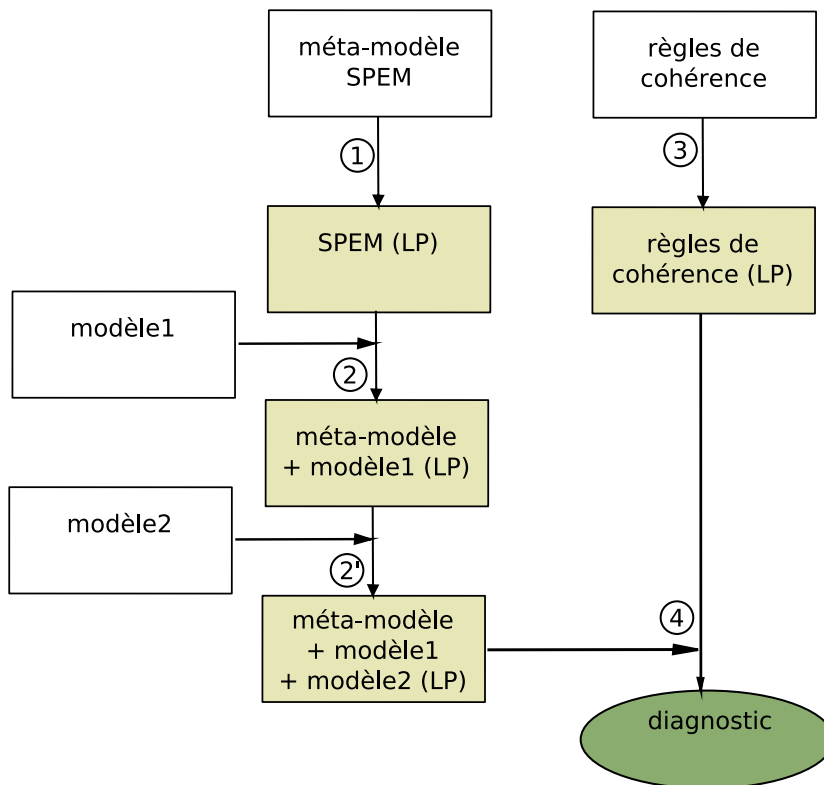 méta-modèle
SPEM
règles de
cohérence
1
3
SPEM (LP)
règles de
cohérence (LP)
modèle1
2
méta-modèle
+ modèle1 (LP)
modèle2
2'
méta-modèle
+ modèle1
+ modèle2 (LP)
4
diagnostic